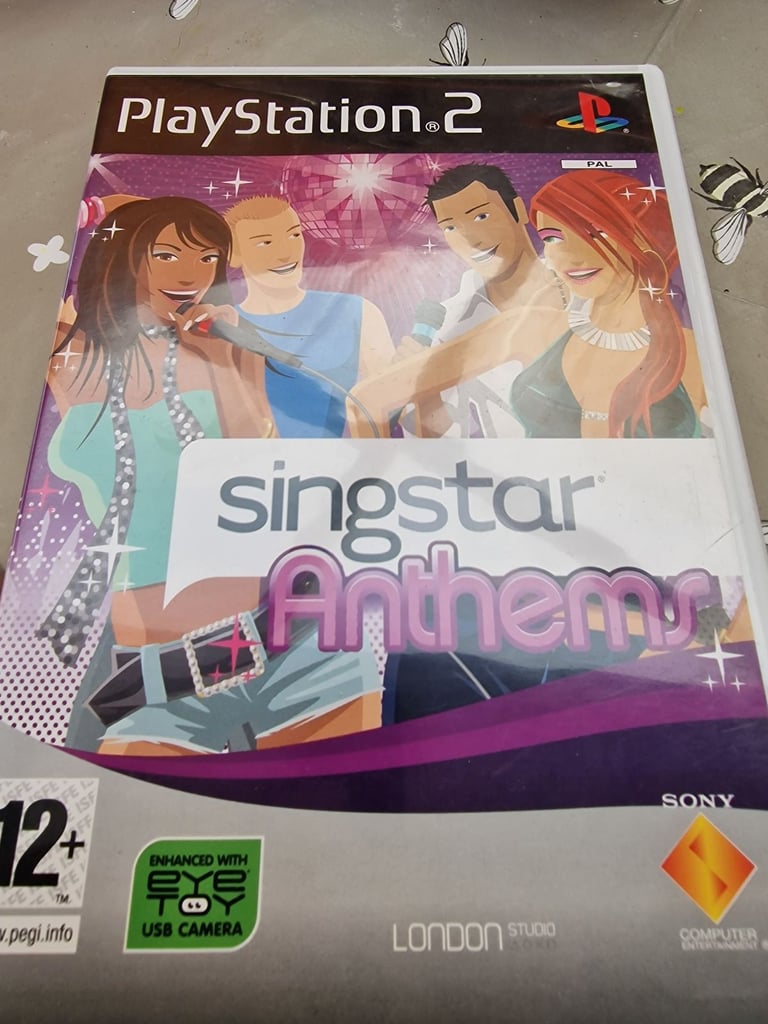 PlayStation®2
PAL
singstar®
Anthems
SONY
12+
TM
ENHANCED WITH
EYE
TOY
USB CAMERA
w.pegi.info
LONDON STUDIO
COMPUTER
ENTERTAINMENT®